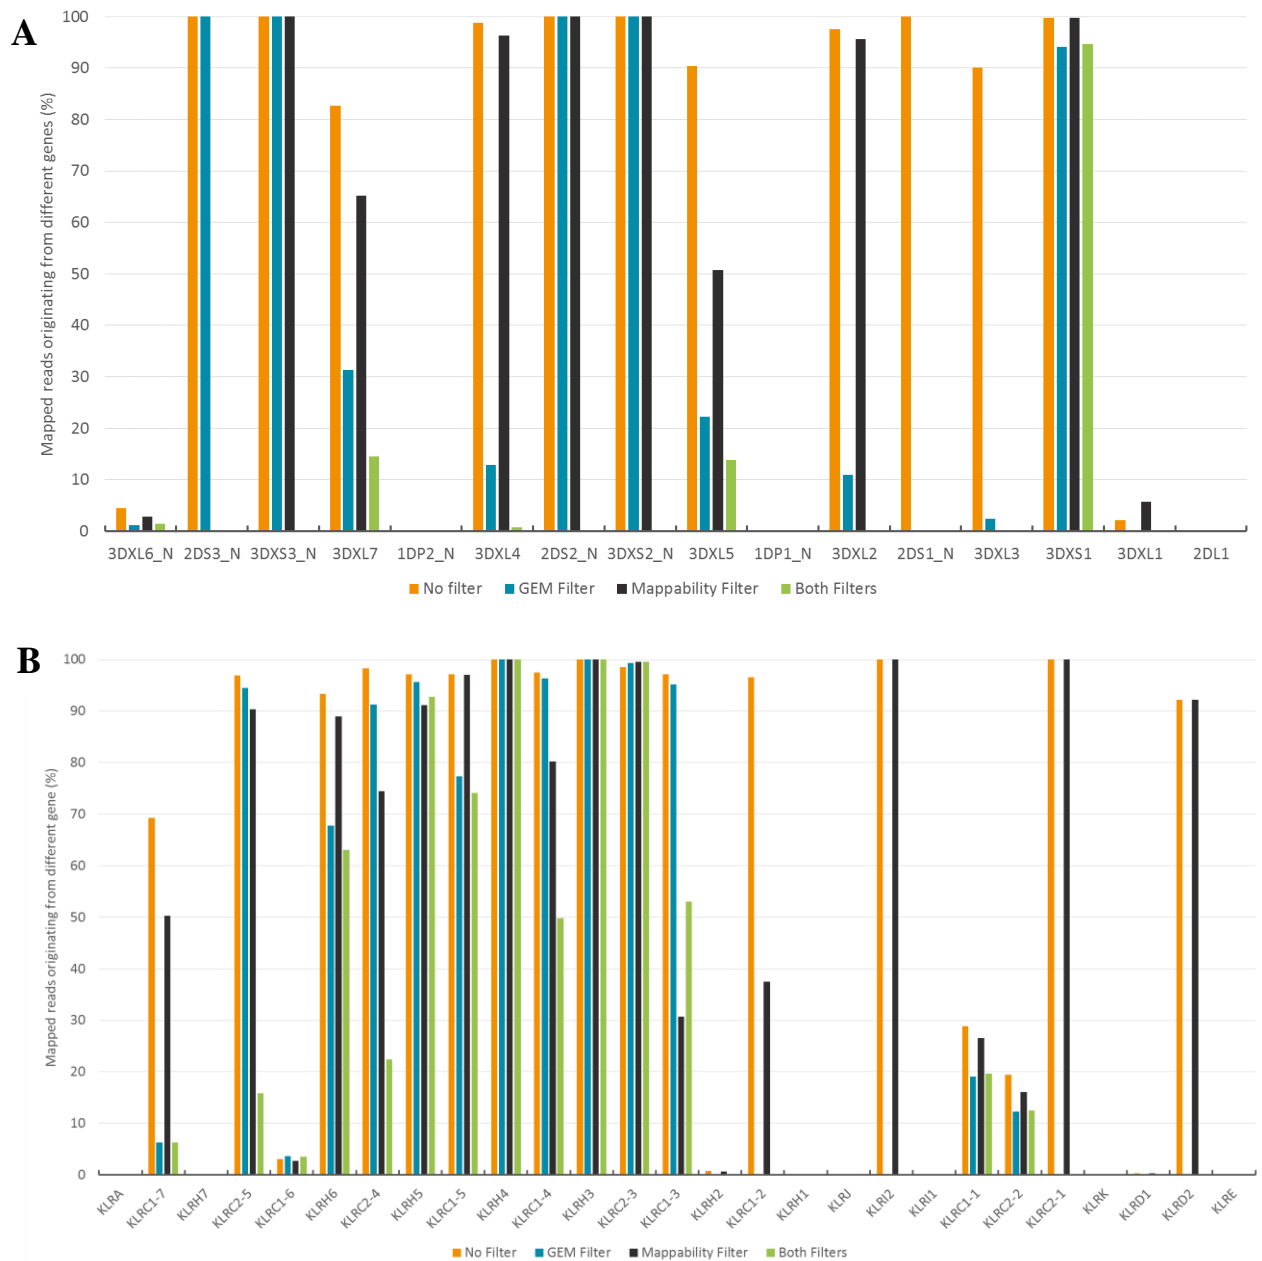 A
Mapped reads originating from different genes (%)
100
90
80
70
60
50
40
30
20
10
0
3DXL6_N 2DS3_N 3DXS3_N 3DXL7 1DP2_N 3DXL4 2DS2_N 3DXS2_N 3DXL5 1DP1_N 3DXL2 2DS1_N 3DXL3 3DXS1 3DXL1 2DL1
No filter GEM Filter Mappability Filter Both Filters
B
Mapped reads originating from different gene (%)
100
90
80
70
60
50
40
30
20
10
0
KLRA KLRC1-7 KLRH7 KLRC2-5 KLRC1-6 KLRH6 KLRC2-4 KLRH5 KLRC1-5 KLRH4 KLRC1-4 KLRH3 KLRC2-3 KLRC1-3 KLRH2 KLRC1-2 KLRH1 KLRJ KLRI2 KLRI1 KLRC1-1 KLRC2-2 KLRC2-1 KLRK KLRD1 KLRD2 KLRE
No Filter GEM Filter Mappability Filter Both Filters